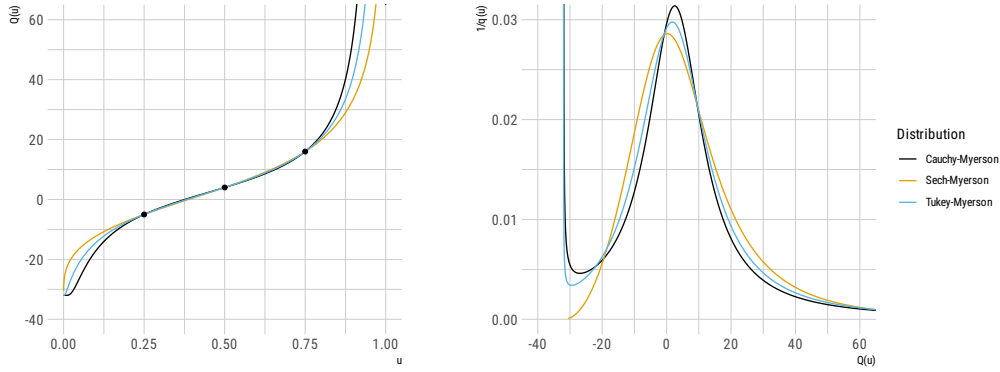 Q(u)
60
40
20
0
-20
-40
0.00 0.25 0.50 0.75 1.00
u
1/q(u)
0.03
0.02
0.01
0.00
-40 -20 0 20 40 60
Q(u)
Distribution
Cauchy-Myerson
Sech-Myerson
Tukey-Myerson